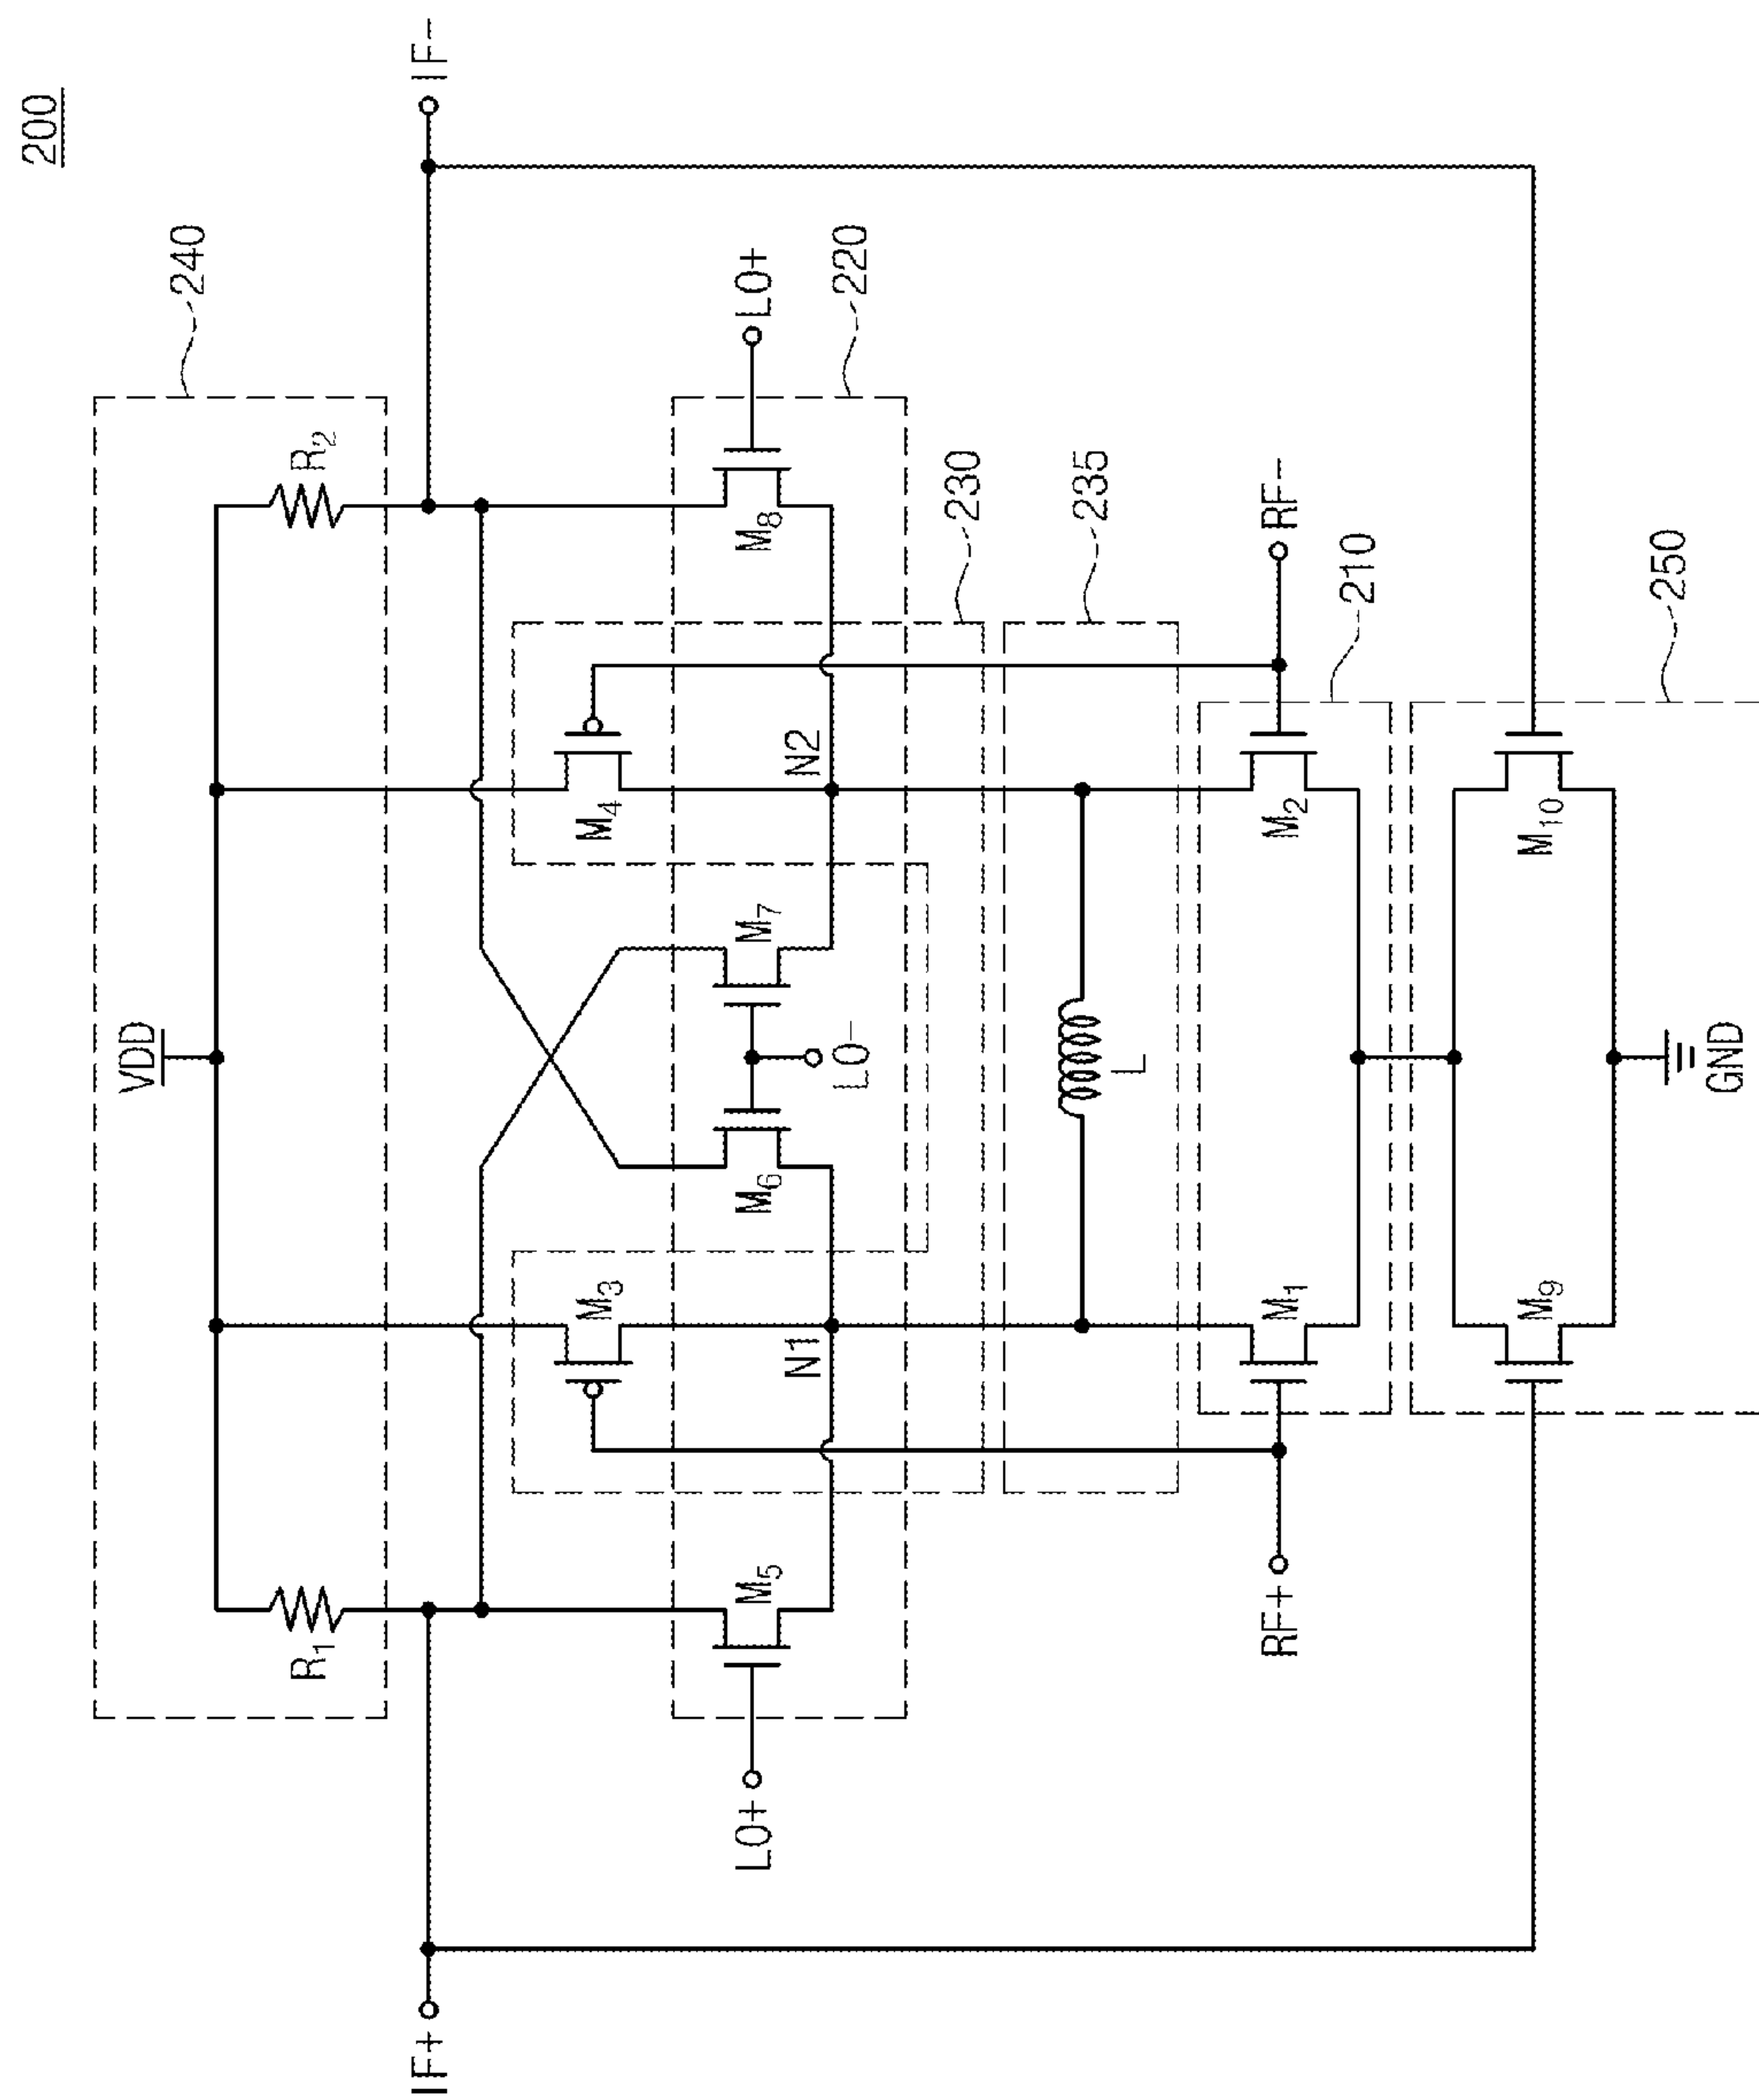 200
VDD
240
R₁
R₂
IF+
IF−
M₃
M₄
LO+
M₅
M₆
M₇
M₈
LO+
LO−
N1
N2
220
230
L
235
RF+
M₁
M₂
RF−
210
M₉
M₁₀
250
GND